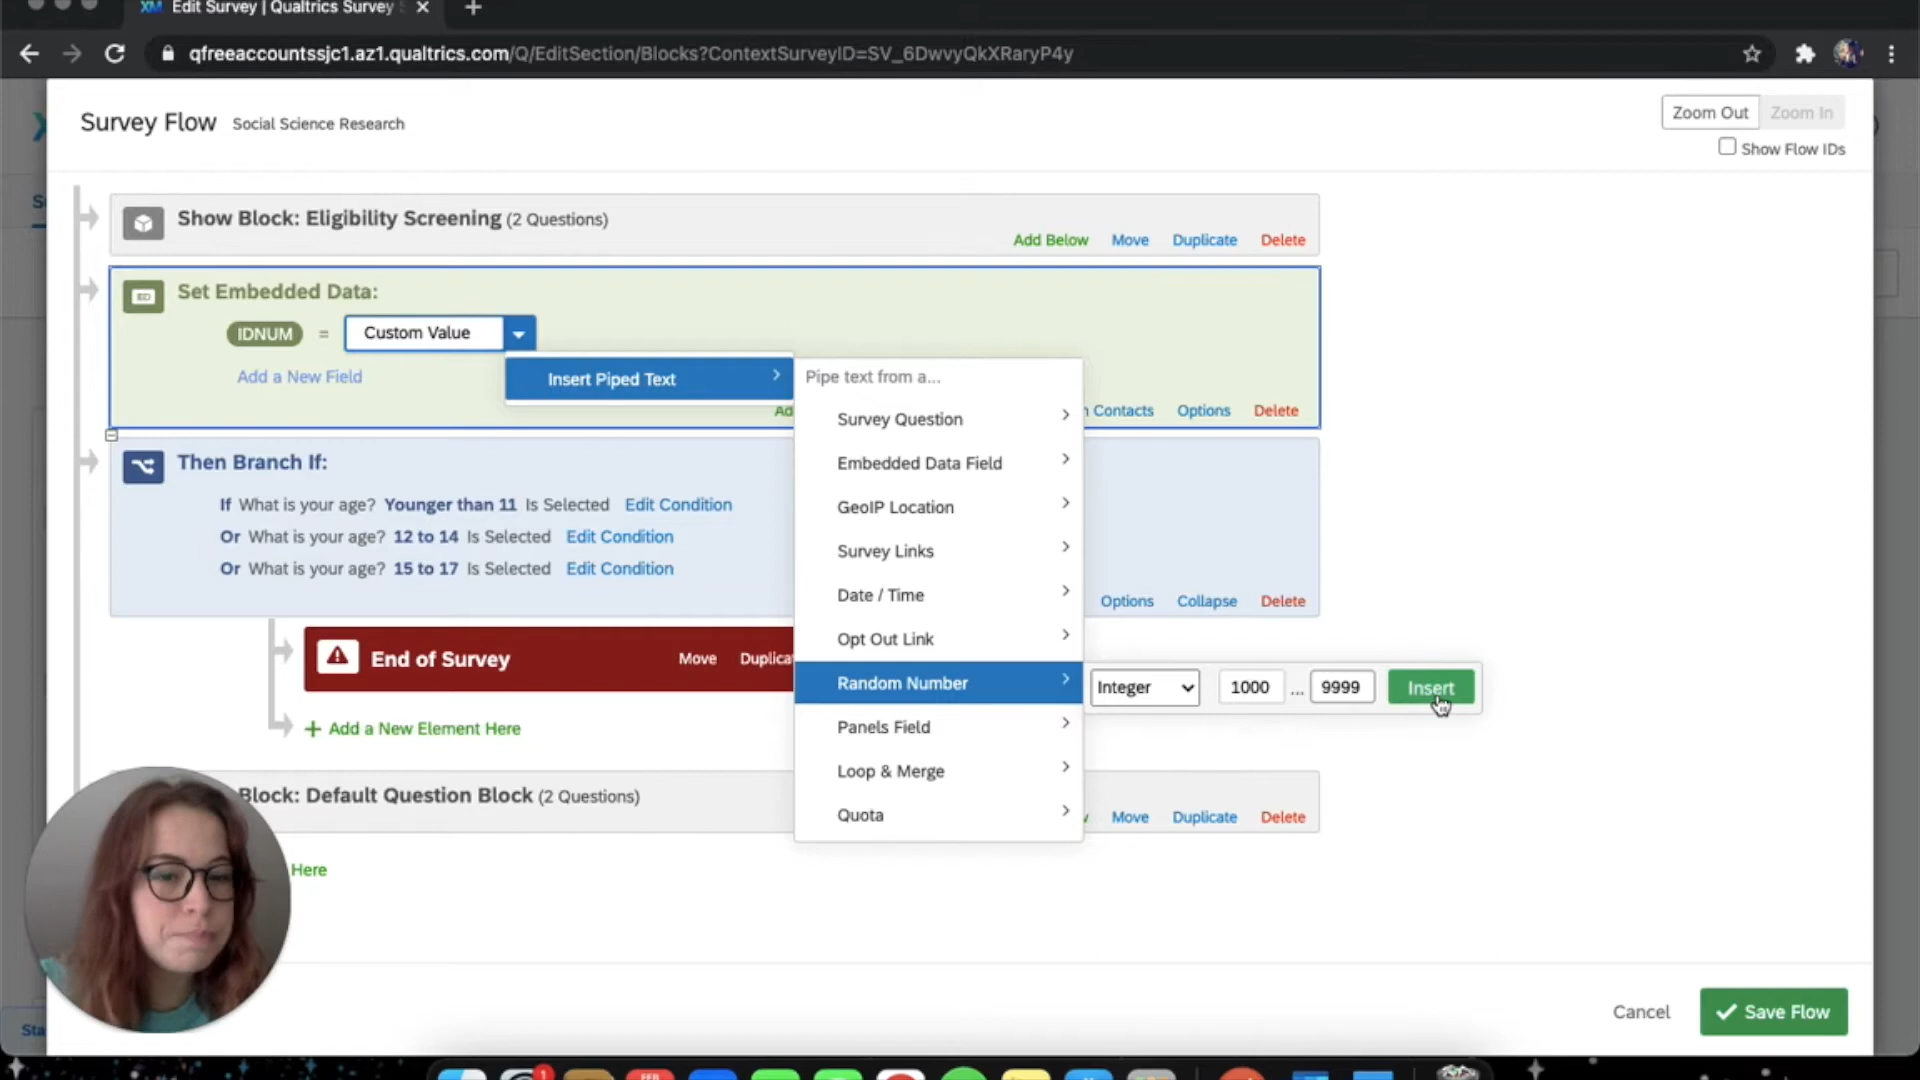 XM Edit Survey | Qualtrics Survey
qfreeaccountssjc1.az1.qualtrics.com/Q/EditSection/Blocks?ContextSurveyID=SV_6DwvyQkXRaryP4y
Survey Flow Social Science Research
Zoom Out Zoom In
Show Flow IDs
Show Block: Eligibility Screening (2 Questions)
Add Below Move Duplicate Delete
ED Set Embedded Data:
IDNUM = Custom Value
Add a New Field
Insert Piped Text
Pipe text from a...
Survey Question
Embedded Data Field
GeoIP Location
Survey Links
Date / Time
Opt Out Link
Random Number
Panels Field
Loop & Merge
Quota
Contacts Options Delete
Then Branch If:
If What is your age? Younger than 11 Is Selected Edit Condition
Or What is your age? 12 to 14 Is Selected Edit Condition
Or What is your age? 15 to 17 Is Selected Edit Condition
Options Collapse Delete
End of Survey Move
Integer 1000 ... 9999 Insert
+ Add a New Element Here
Block: Default Question Block (2 Questions)
Move Duplicate Delete
Here
Cancel Save Flow
FEB
1